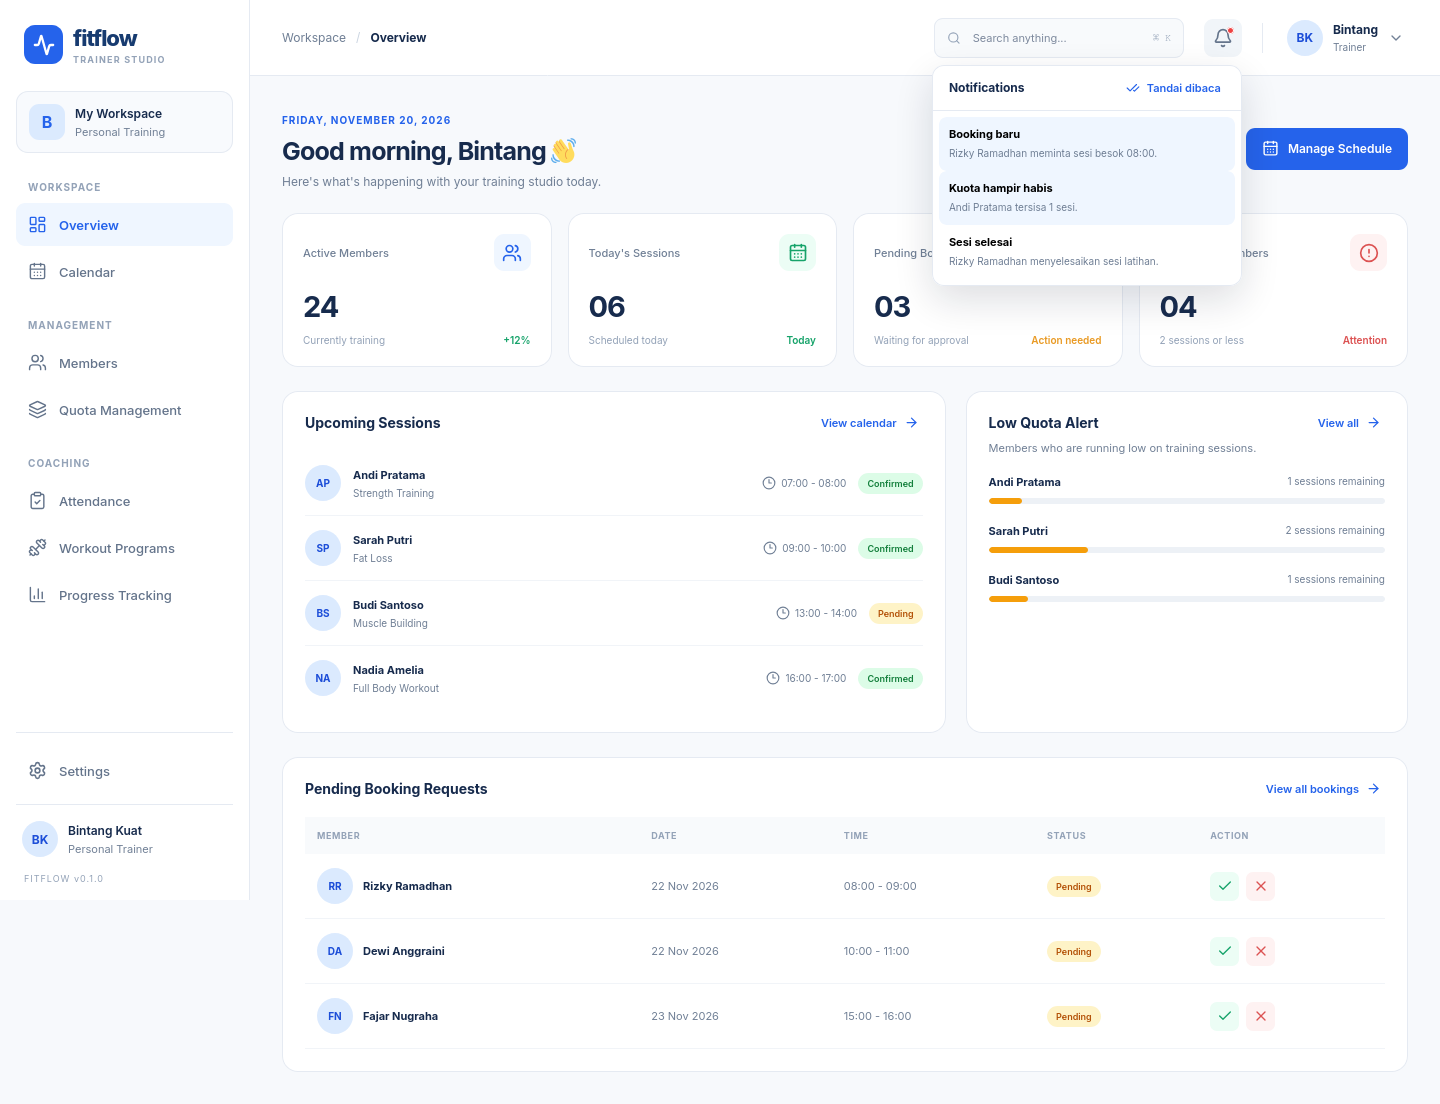 fitflow
TRAINER STUDIO
B
My Workspace
Personal Training
WORKSPACE
Overview
Calendar
MANAGEMENT
Members
Quota Management
COACHING
Attendance
Workout Programs
Progress Tracking
Settings
BK
Bintang Kuat
Personal Trainer
FITFLOW v0.1.0
Workspace / Overview
Search anything...
⌘ K
BK
Bintang
Trainer
Notifications
Tandai dibaca
Booking baru
Rizky Ramadhan meminta sesi besok 08:00.
Kuota hampir habis
Andi Pratama tersisa 1 sesi.
Sesi selesai
Rizky Ramadhan menyelesaikan sesi latihan.
FRIDAY, NOVEMBER 20, 2026
Good morning, Bintang 👋
Here's what's happening with your training studio today.
Manage Schedule
Active Members
24
Currently training
+12%
Today's Sessions
06
Scheduled today
Today
Pending
03
Waiting for approval
Action needed
04
2 sessions or less
Attention
Upcoming Sessions
View calendar
AP
Andi Pratama
Strength Training
07:00 - 08:00
Confirmed
SP
Sarah Putri
Fat Loss
09:00 - 10:00
Confirmed
BS
Budi Santoso
Muscle Building
13:00 - 14:00
Pending
NA
Nadia Amelia
Full Body Workout
16:00 - 17:00
Confirmed
Low Quota Alert
View all
Members who are running low on training sessions.
Andi Pratama
1 sessions remaining
Sarah Putri
2 sessions remaining
Budi Santoso
1 sessions remaining
Pending Booking Requests
View all bookings
MEMBER DATE TIME STATUS ACTION
RR Rizky Ramadhan 22 Nov 2026 08:00 - 09:00 Pending
DA Dewi Anggraini 22 Nov 2026 10:00 - 11:00 Pending
FN Fajar Nugraha 23 Nov 2026 15:00 - 16:00 Pending